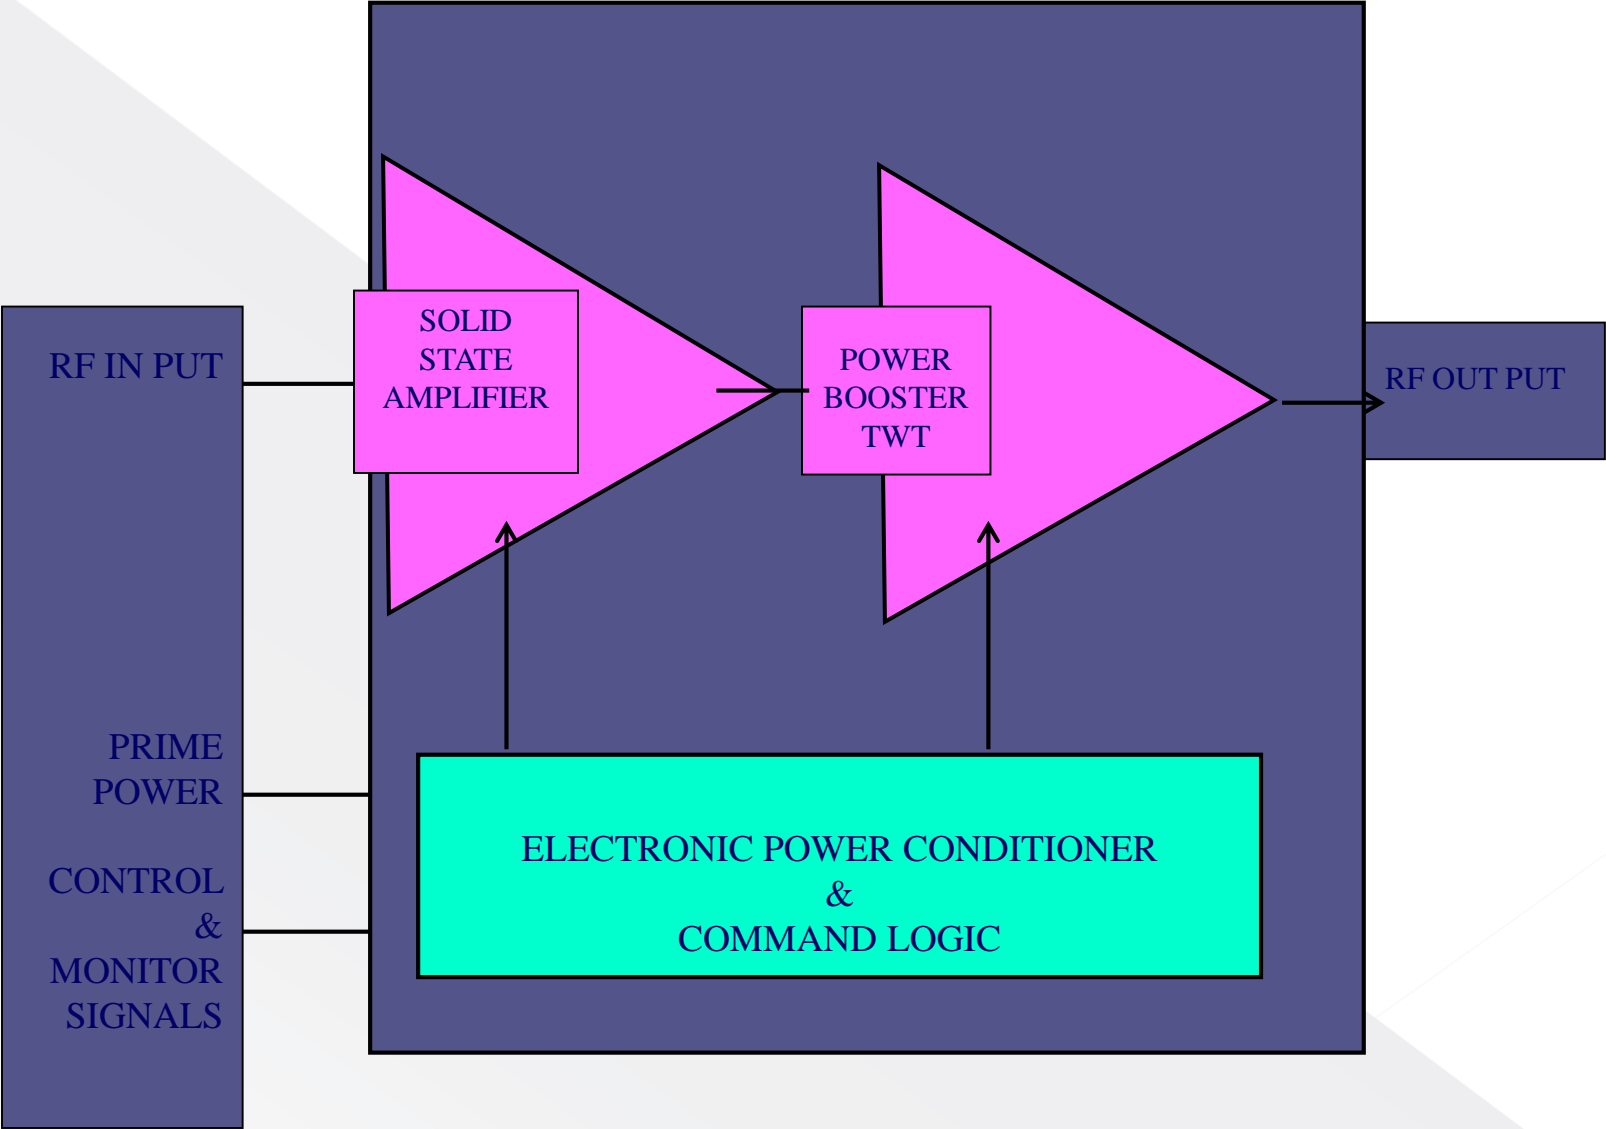 RF IN PUT
PRIME
POWER
CONTROL
&
MONITOR
SIGNALS
SOLID
STATE
AMPLIFIER
POWER
BOOSTER
TWT
RF OUT PUT
ELECTRONIC POWER CONDITIONER
&
COMMAND LOGIC